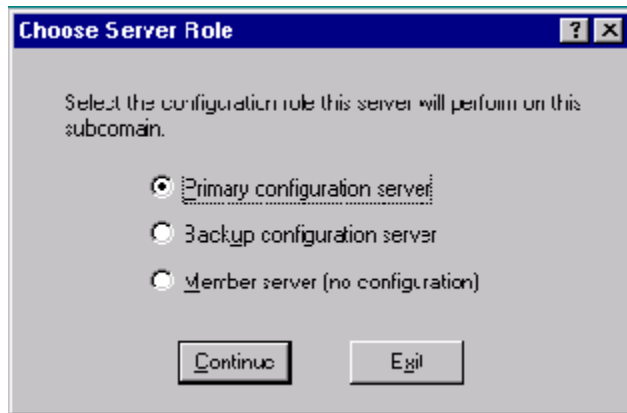 Choose Server Role
Select the configuration role this server will perform on this
subdomain.
Primary configuration server
Backup configuration server
Member server (no configuration)
Continue
Exit